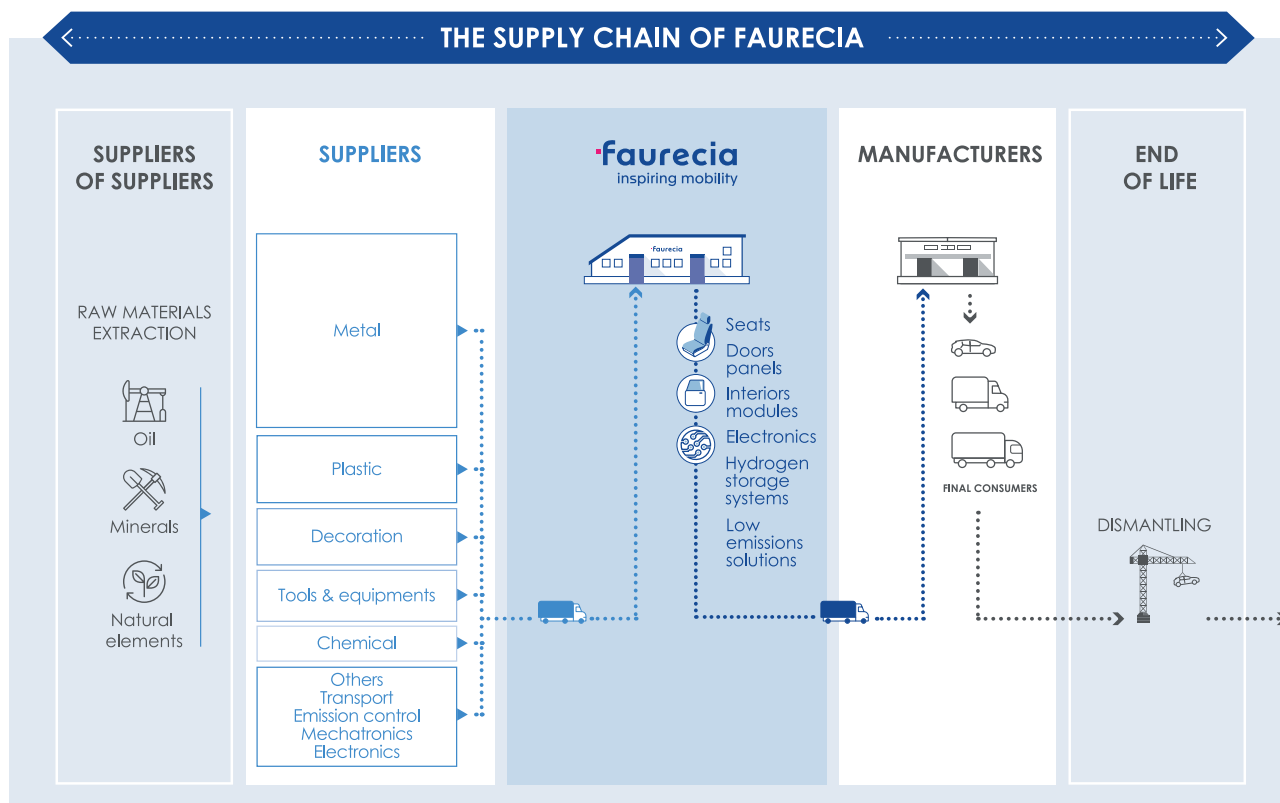 THE SUPPLY CHAIN OF FAURECIA
SUPPLIERS
OF SUPPLIERS
RAW MATERIALS
EXTRACTION
Oil
Minerals
Natural
elements
SUPPLIERS
Metal
Plastic
Decoration
Tools & equipments
Chemical
Others
Transport
Emission control
Mechatronics
Electronics
faurecia
inspiring mobility
faurecia
Seats
Doors
panels
Interiors
modules
Electronics
Hydrogen
storage
systems
Low
emissions
solutions
MANUFACTURERS
FINAL CONSUMERS
END
OF LIFE
DISMANTLING